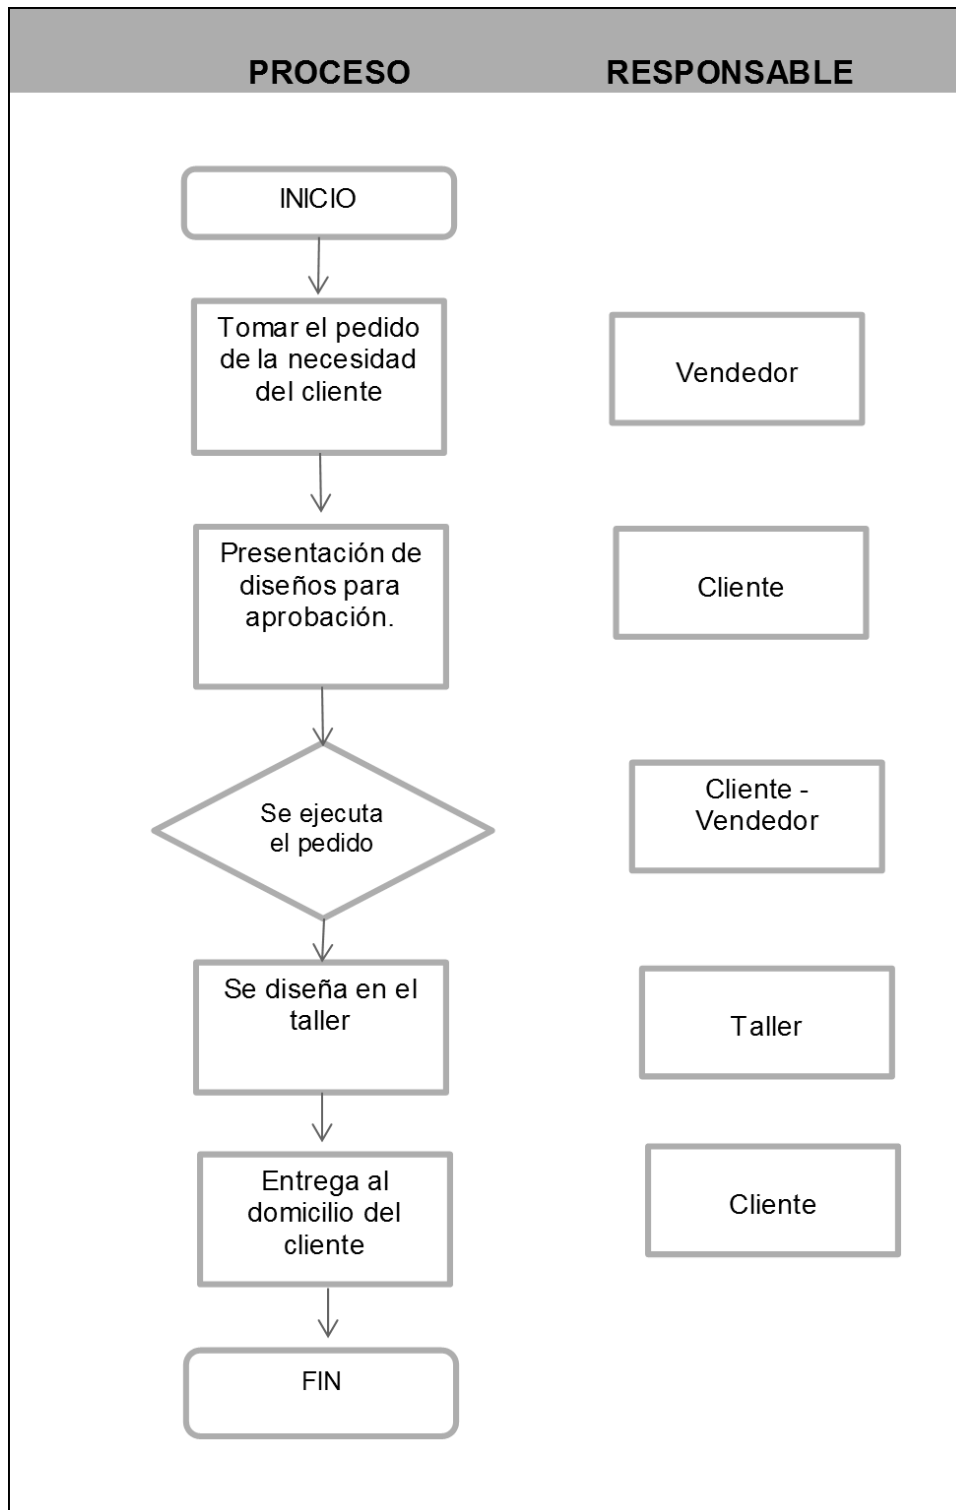 PROCESO RESPONSABLE
INICIO
Tomar el pedido
de la necesidad
del cliente
Vendedor
Presentación de
diseños para
aprobación.
Cliente
Se ejecuta
el pedido
Cliente -
Vendedor
Se diseña en el
taller
Taller
Entrega al
domicilio del
cliente
Cliente
FIN